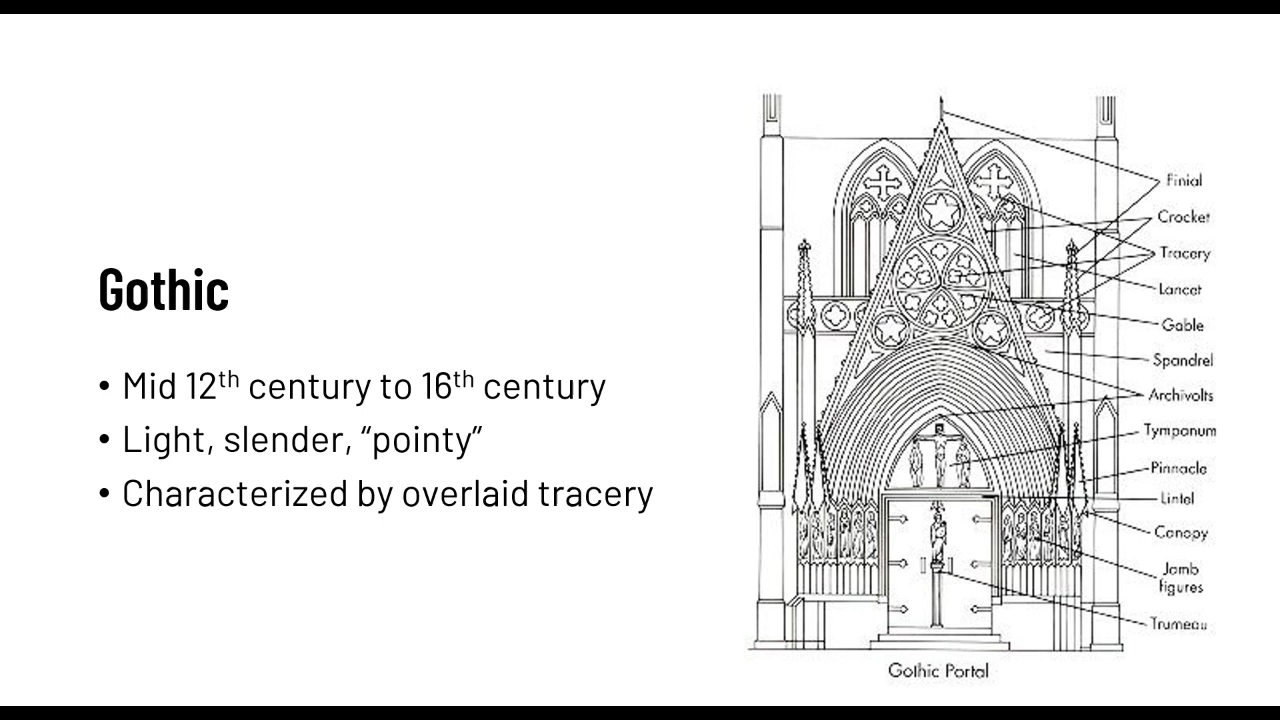 Gothic
• Mid 12th century to 16th century
• Light, slender, “pointy”
• Characterized by overlaid tracery
Finial
Crocket
Tracery
Lancet
Gable
Spandrel
Archivolts
Tympanum
Pinnacle
Lintel
Canopy
Jamb
figures
Trumeau
Gothic Portal